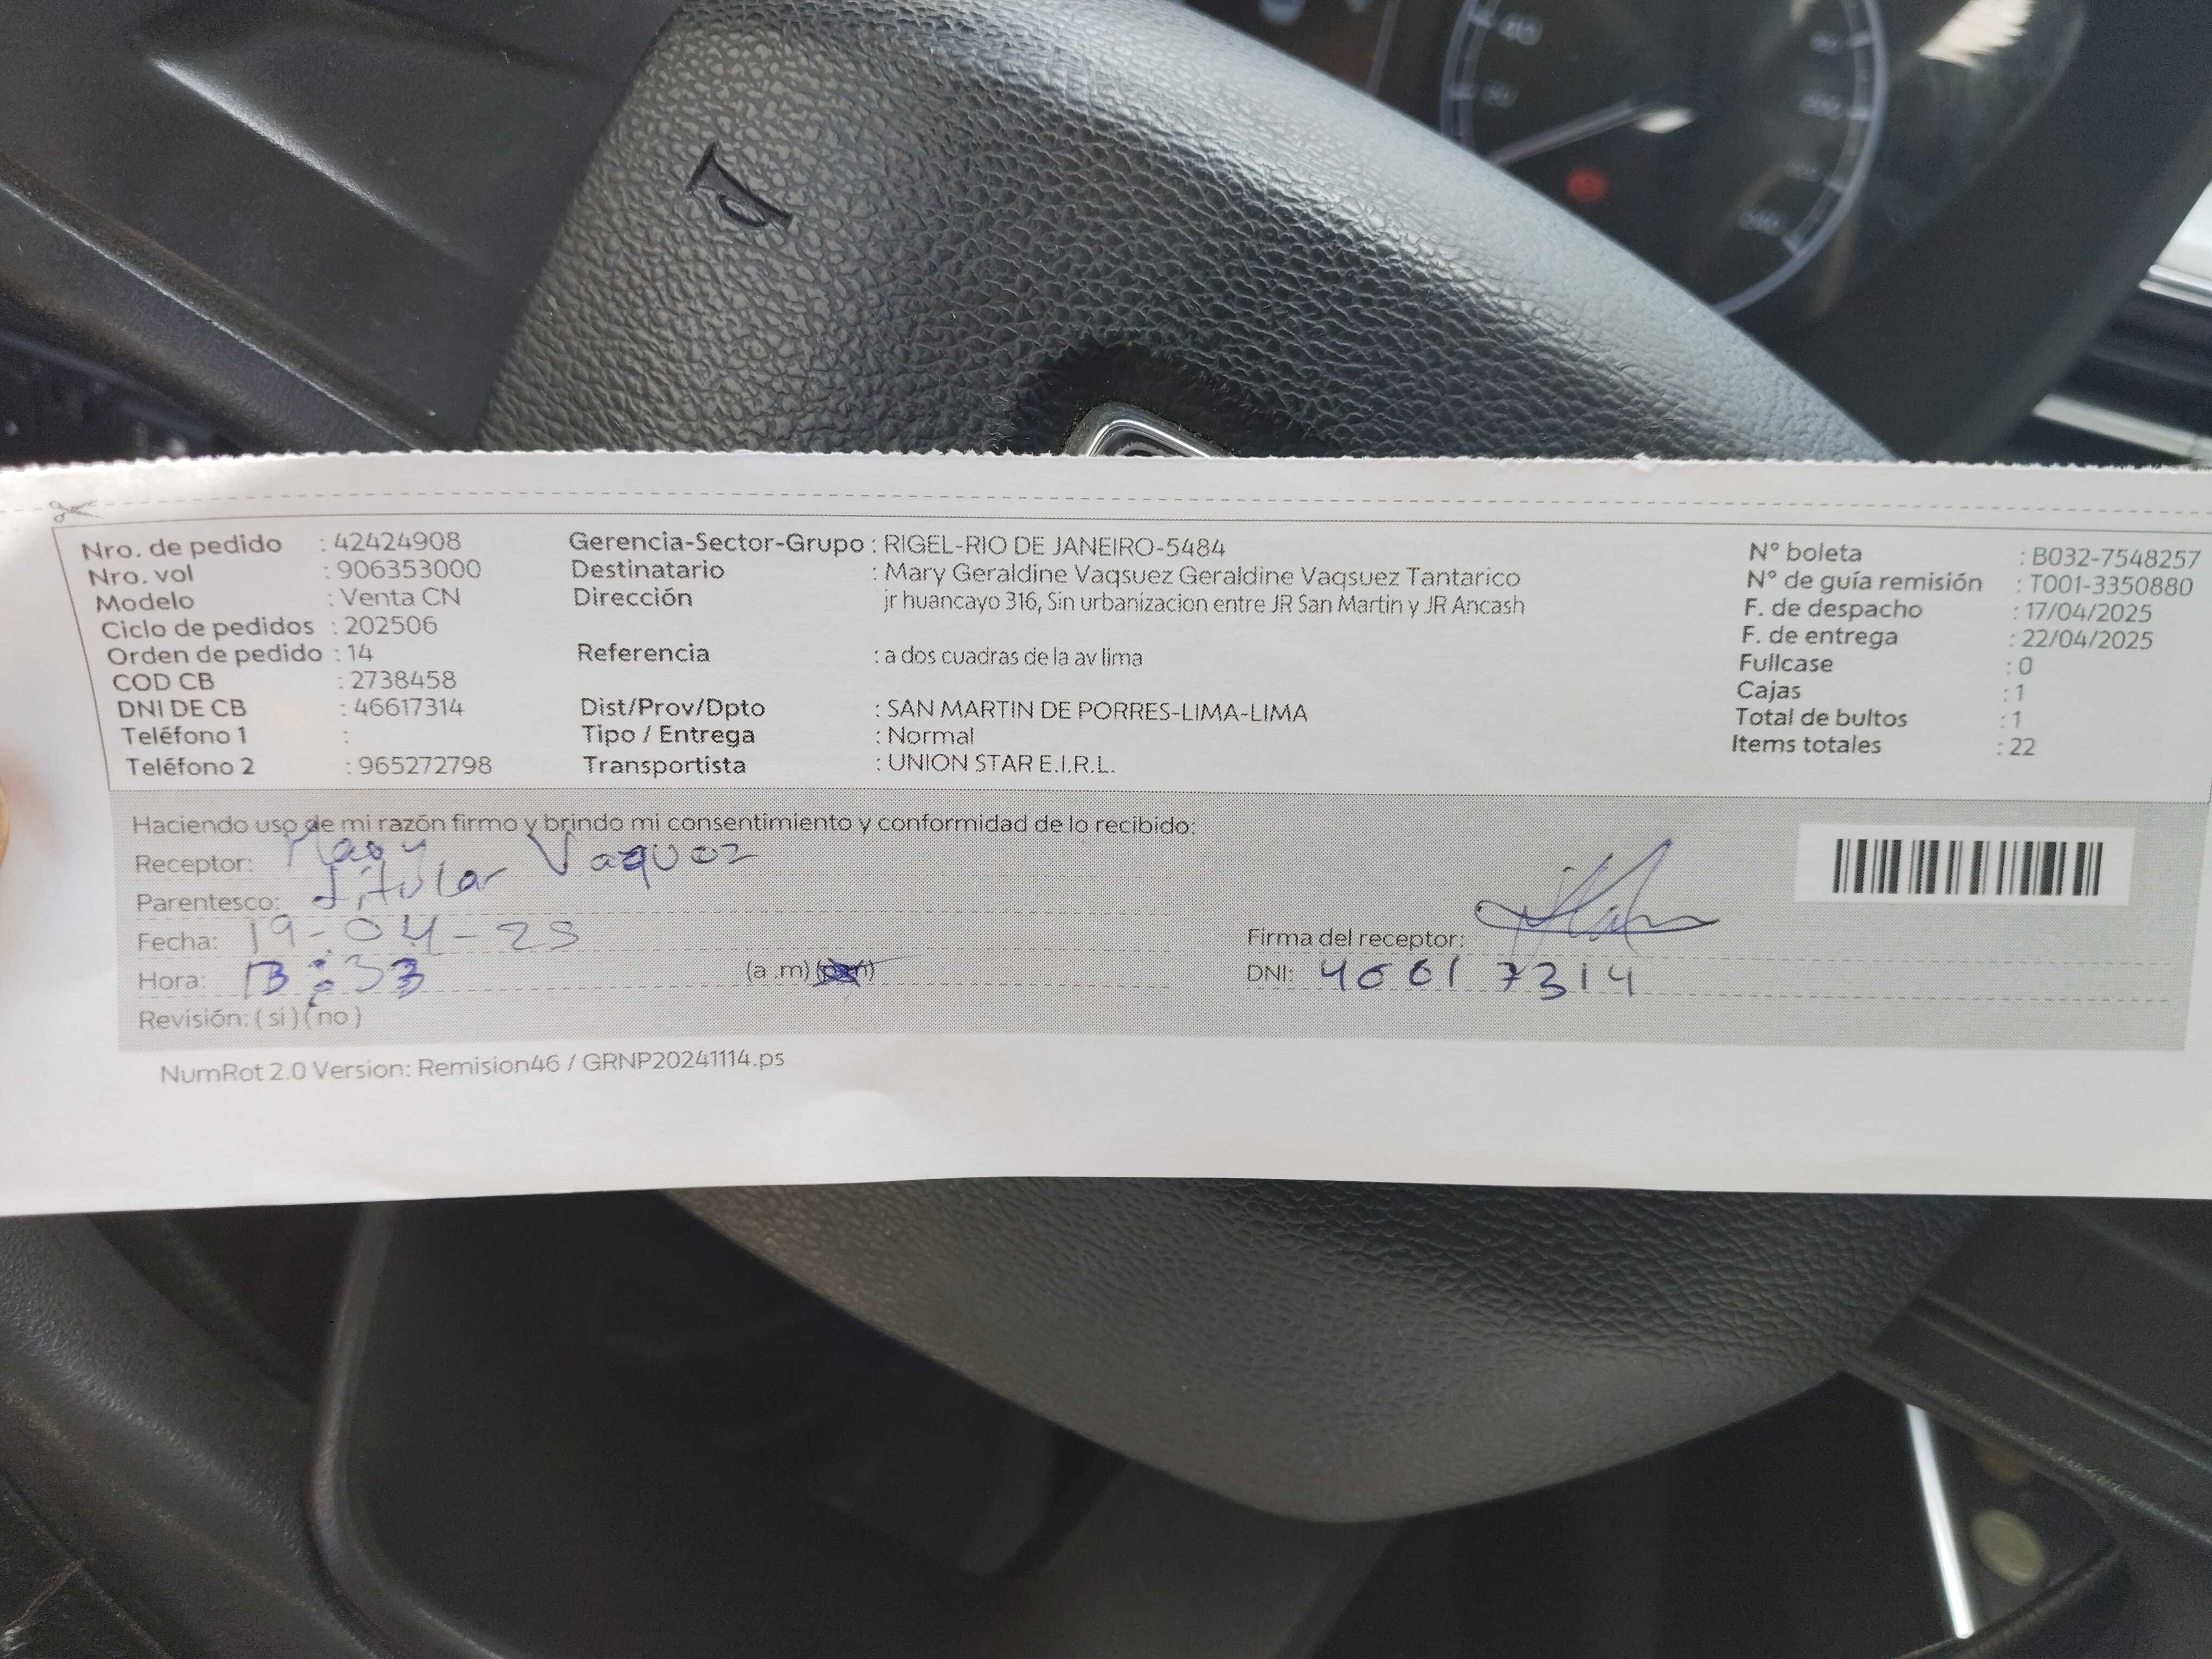 Nro. de pedido : 42424908
Nro. vol : 906353000
Modelo : Venta CN
Ciclo de pedidos : 202506
Orden de pedido : 14
COD CB : 2738458
DNI DE CB : 46617314
Teléfono 1 :
Teléfono 2 : 965272798
Gerencia-Sector-Grupo : RIGEL-RIO DE JANEIRO-5484
Destinatario : Mary Geraldine Vaqsuez Geraldine Vaqsuez Tantarico
Dirección jr huancayo 316, Sin urbanizacion entre JR San Martin y JR Ancash
Referencia : a dos cuadras de la av lima
Dist/Prov/Dpto : SAN MARTIN DE PORRES-LIMA-LIMA
Tipo / Entrega : Normal
Transportista : UNION STAR E.I.R.L.
N° boleta : B032-7548257
N° de guía remisión : T001-3350880
F. de despacho : 17/04/2025
F. de entrega : 22/04/2025
Fullcase : 0
Cajas : 1
Total de bultos : 1
Items totales : 22
Haciendo uso de mi razón firmo y brindo mi consentimiento y conformidad de lo recibido:
Receptor: Mary Vaquez
Parentesco: Titular
Fecha: 19-04-25
Hora: 13:33 (a .m) (p.m)
Revisión: ( si ) ( no )
Firma del receptor:
DNI: 46617314
NumRot 2.0 Version: Remision46 / GRNP20241114.ps